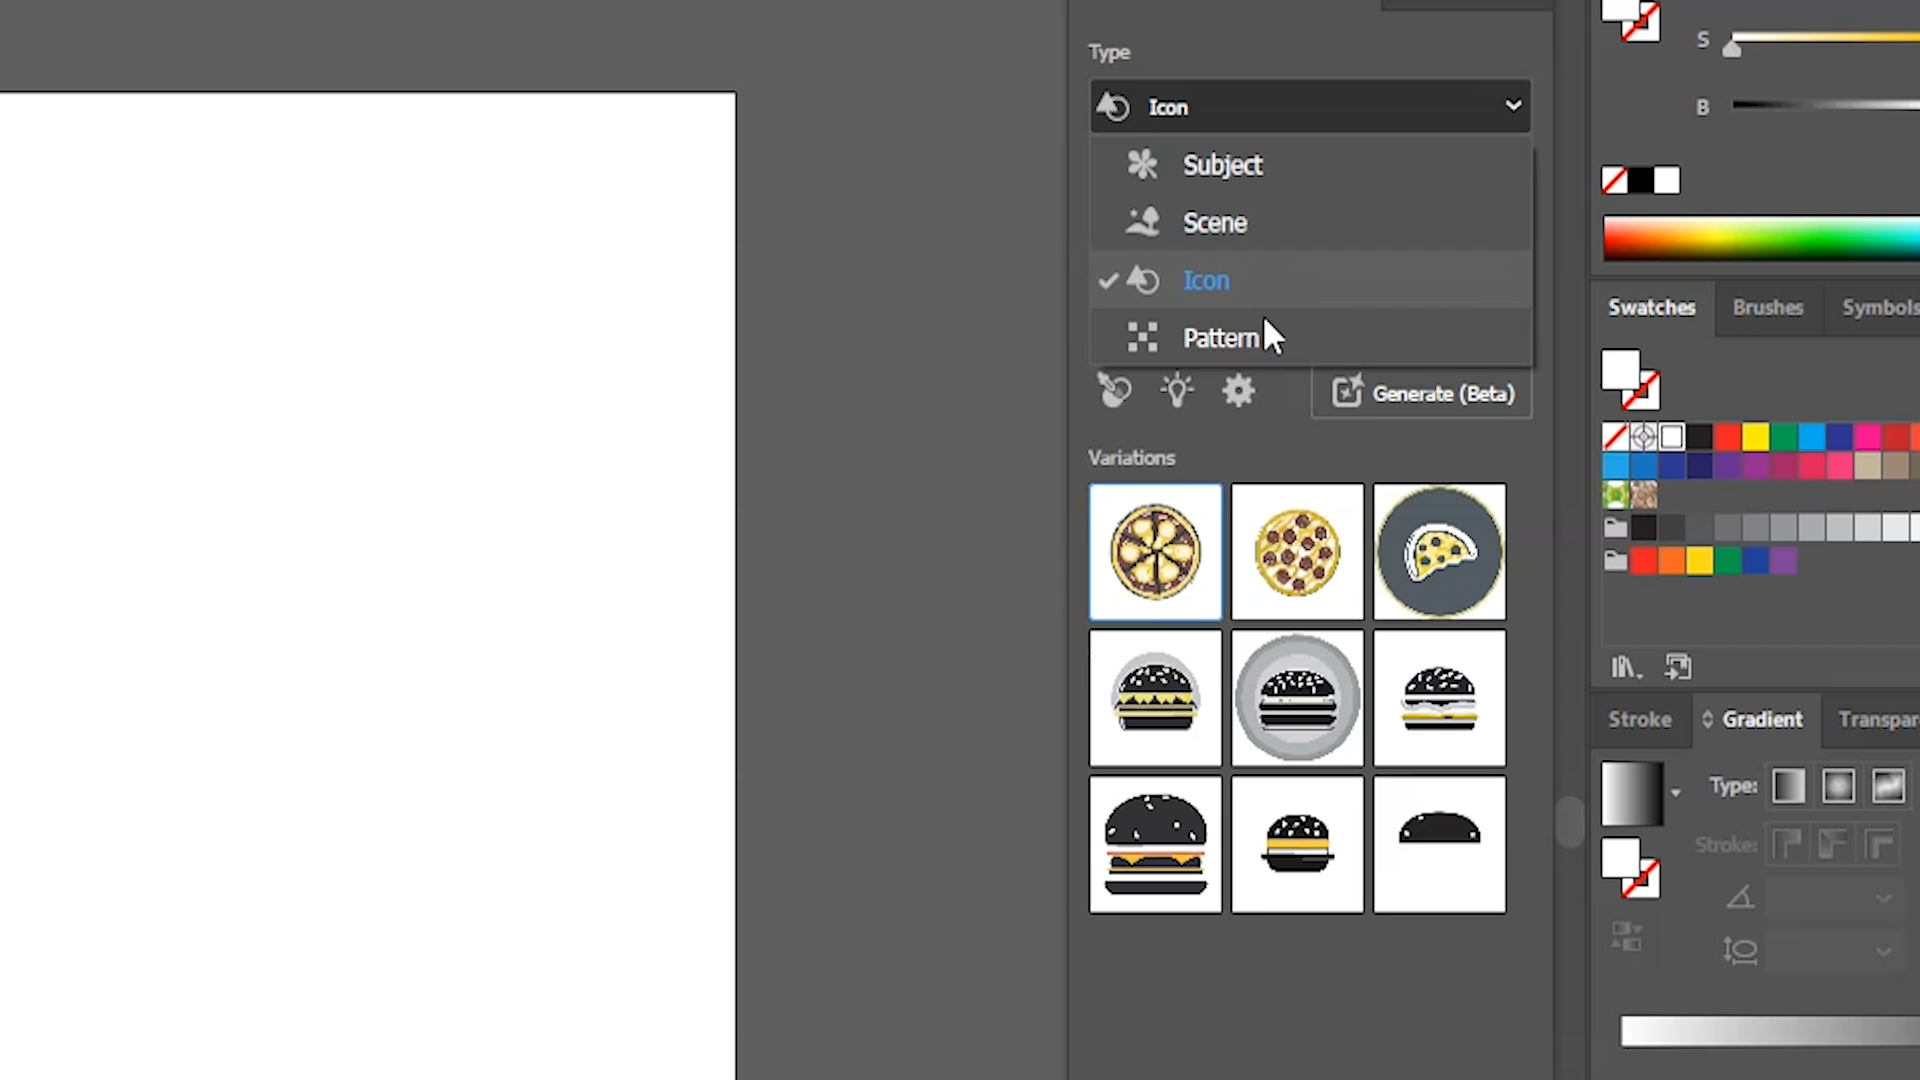 Type
Icon
Subject
Scene
Icon
Pattern
Generate (Beta)
Variations
S
B
Swatches
Brushes
Symbols
Stroke
Gradient
Transpar
Type:
Stroke: